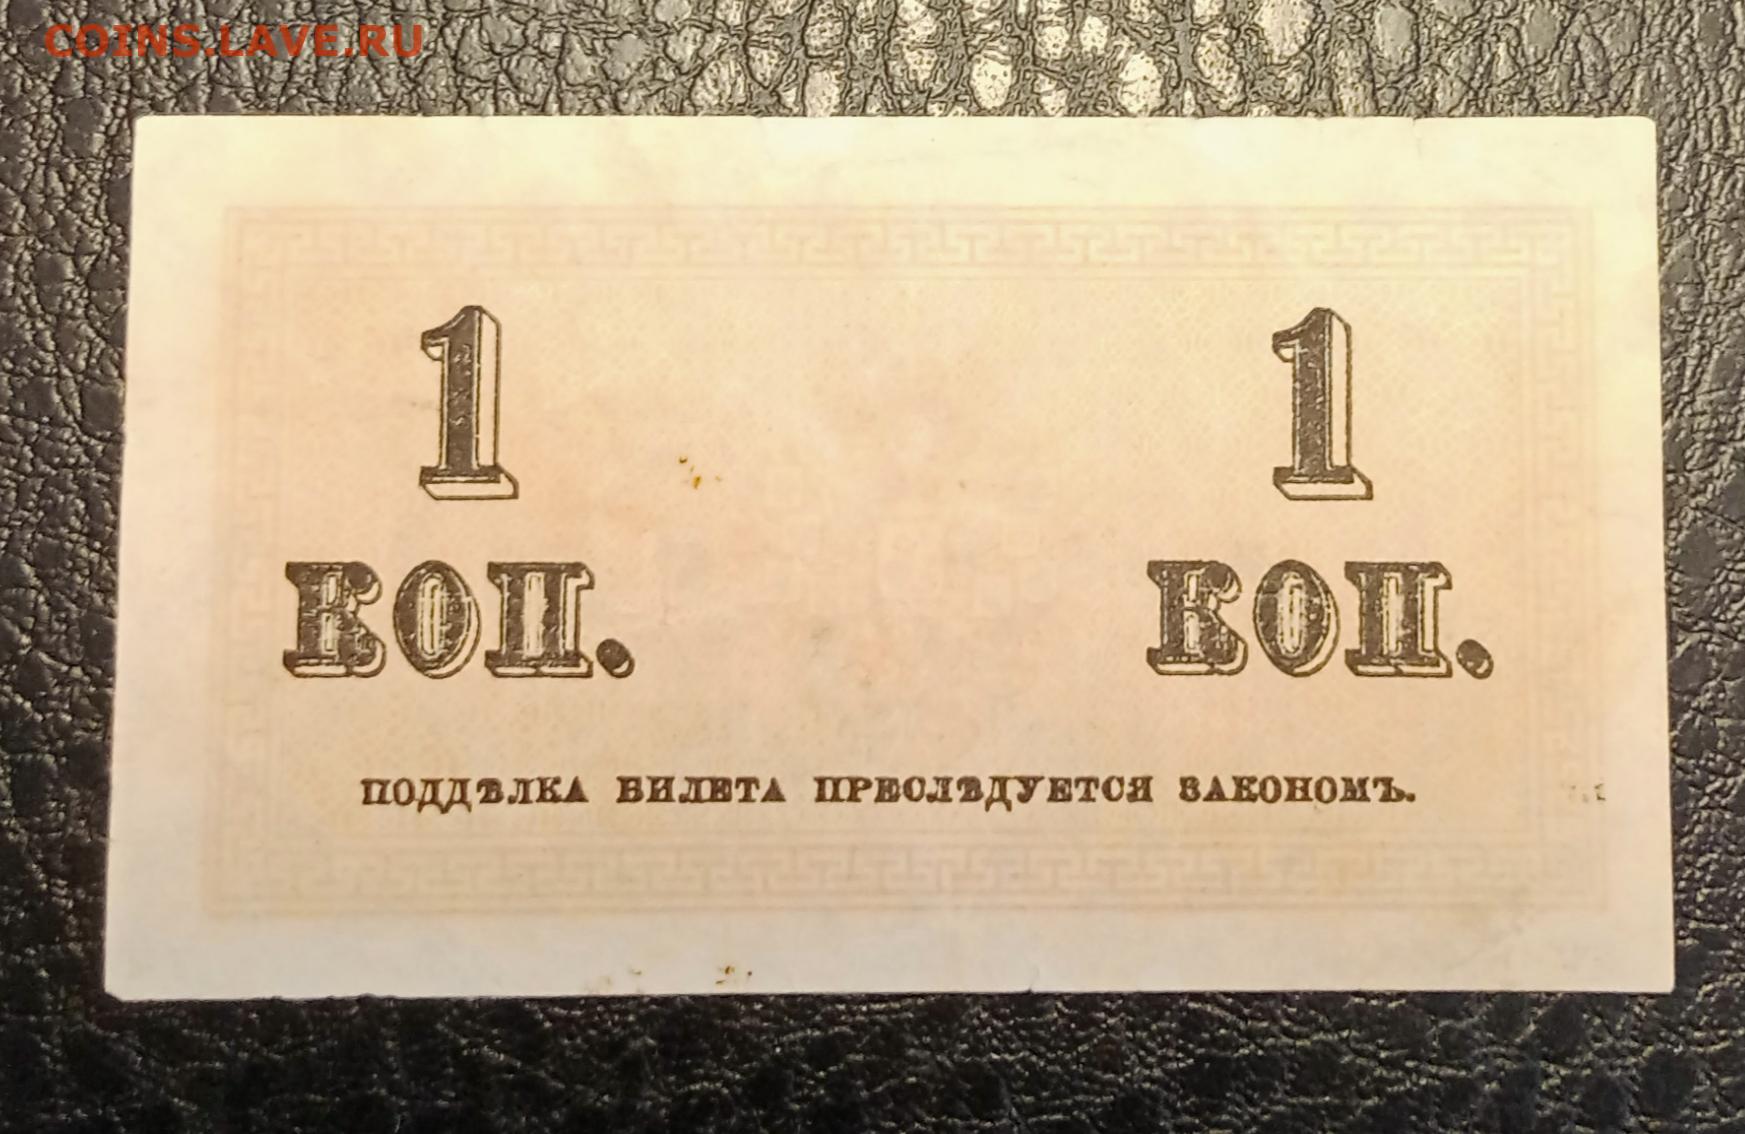 COINS.LAVE.RU
1 1
КОП. КОП.
ПОДДѢЛКА БИЛЕТА ПРЕСЛѢДУЕТСЯ ЗАКОНОМЪ.